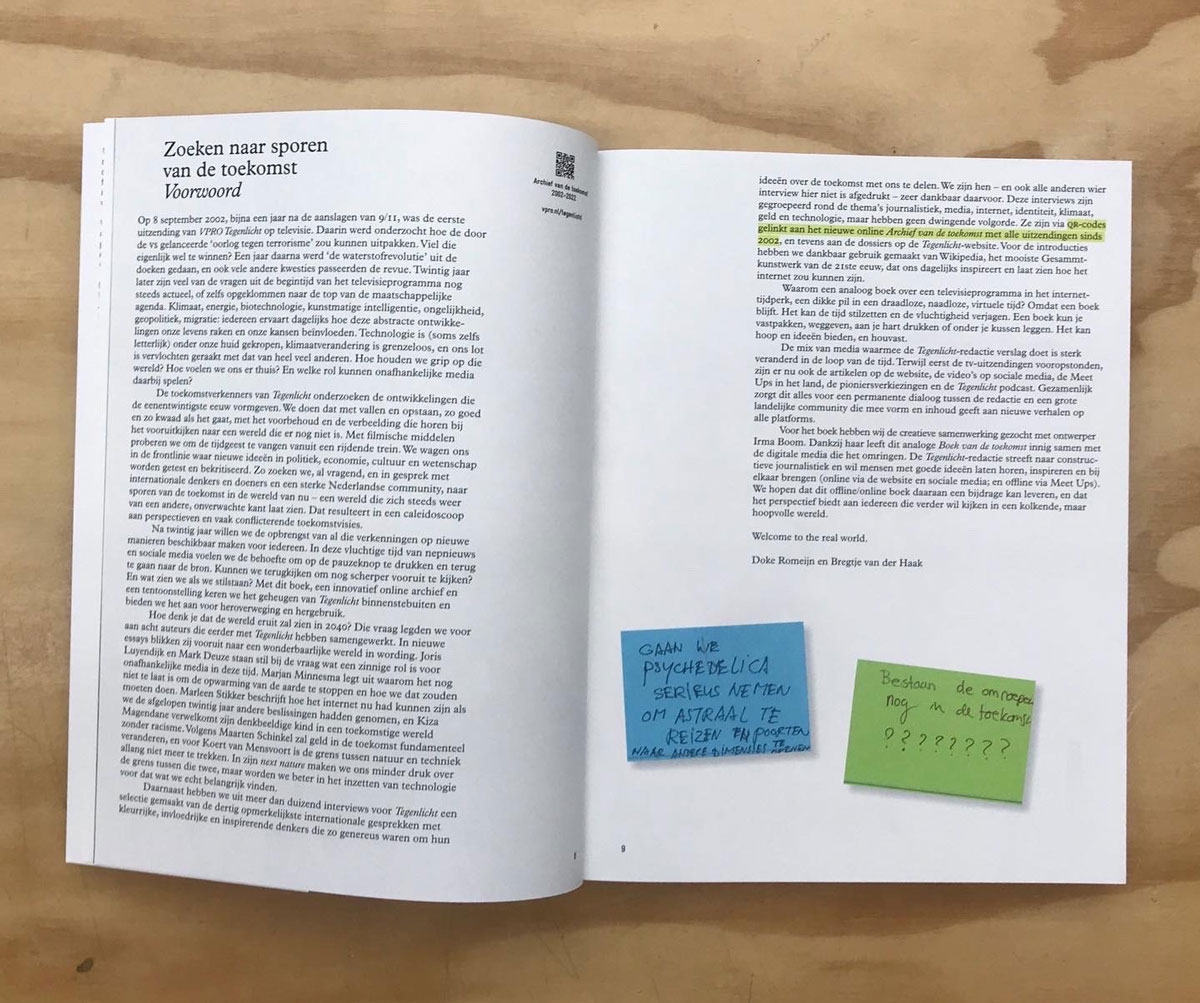 Zoeken naar sporen
van de toekomst
Voorwoord
Archief van de toekomst
2002-2022
vpro.nl/tegenlicht
Op 8 september 2002, bijna een jaar na de aanslagen van 9/11, was de eerste
uitzending van VPRO Tegenlicht op televisie. Daarin werd onderzocht hoe de door
de vs gelanceerde ‘oorlog tegen terrorisme’ zou kunnen uitpakken. Viel die
eigenlijk wel te winnen? Een jaar daarna werd ‘de waterstofrevolutie’ uit de
doeken gedaan, en ook vele andere kwesties passeerden de revue. Twintig jaar
later zijn veel van de vragen uit de begintijd van het televisieprogramma nog
steeds actueel, of zelfs opgeklommen naar de top van de maatschappelijke
agenda. Klimaat, energie, biotechnologie, kunstmatige intelligentie, ongelijkheid,
geopolitiek, migratie: iedereen ervaart dagelijks hoe deze abstracte ontwikke-
lingen onze levens raken en onze kansen beïnvloeden. Technologie is (soms zelfs
letterlijk) onder onze huid gekropen, klimaatverandering is grenzeloos, en ons lot
is vervlochten geraakt met dat van heel veel anderen. Hoe houden we grip op die
wereld? Hoe voelen we ons er thuis? En welke rol kunnen onafhankelijke media
daarbij spelen?
De toekomstverkenners van Tegenlicht onderzoeken de ontwikkelingen die
de eenentwintigste eeuw vormgeven. We doen dat met vallen en opstaan, zo goed
en zo kwaad als het gaat, met het voorbehoud en de verbeelding die horen bij
het vooruitkijken naar een wereld die er nog niet is. Met filmische middelen
proberen we om de tijdgeest te vangen vanuit een rijdende trein. We wagen ons
in de frontlinie waar nieuwe ideeën in politiek, economie, cultuur en wetenschap
worden getest en bekritiseerd. Zo zoeken we, al vragend, en in gesprek met
internationale denkers en doeners en een sterke Nederlandse community, naar
sporen van de toekomst in de wereld van nu – een wereld die zich steeds weer
van een andere, onverwachte kant laat zien. Dat resulteert in een caleidoscoop
aan perspectieven en vaak conflicterende toekomstvisies.
Na twintig jaar willen we de opbrengst van al die verkenningen op nieuwe
manieren beschikbaar maken voor iedereen. In deze vluchtige tijd van nepnieuws
en sociale media voelen we de behoefte om op de pauzeknop te drukken en terug
te gaan naar de bron. Kunnen we terugkijken om nog scherper vooruit te kijken?
En wat zien we als we stilstaan? Met dit boek, een innovatief online archief en
een tentoonstelling keren we het geheugen van Tegenlicht binnenstebuiten en
bieden we het aan voor heroverweging en hergebruik.
Hoe denk je dat de wereld eruit zal zien in 2040? Die vraag legden we voor
aan acht auteurs die eerder met Tegenlicht hebben samengewerkt. In nieuwe
essays blikken zij vooruit naar een wonderbaarlijke wereld in wording. Joris
Luyendijk en Mark Deuze staan stil bij de vraag wat een zinnige rol is voor
onafhankelijke media in deze tijd. Marjan Minnesma legt uit waarom het nog
niet te laat is om de opwarming van de aarde te stoppen en hoe we dat zouden
moeten doen. Marleen Stikker beschrijft hoe het internet nu had kunnen zijn als
we de afgelopen twintig jaar andere beslissingen hadden genomen, en Kiza
Magendane verwelkomt zijn denkbeeldige kind in een toekomstige wereld
zonder racisme. Volgens Maarten Schinkel zal geld in de toekomst fundamenteel
veranderen, en voor Koert van Mensvoort is de grens tussen natuur en techniek
allang niet meer te trekken. In zijn next nature maken we ons minder druk over
de grens tussen die twee, maar worden we beter in het inzetten van technologie
voor dat wat we echt belangrijk vinden.
Daarnaast hebben we uit meer dan duizend interviews voor Tegenlicht een
selectie gemaakt van de dertig opmerkelijkste internationale gesprekken met
kleurrijke, invloedrijke en inspirerende denkers die zo genereus waren om hun
8
ideeën over de toekomst met ons te delen. We zijn hen – en ook alle anderen wier
interview hier niet is afgedrukt – zeer dankbaar daarvoor. Deze interviews zijn
gegroepeerd rond de thema’s journalistiek, media, internet, identiteit, klimaat,
geld en technologie, maar hebben geen dwingende volgorde. Ze zijn via QR-codes
gelinkt aan het nieuwe online Archief van de toekomst met alle uitzendingen sinds
2002, en tevens aan de dossiers op de Tegenlicht-website. Voor de introducties
hebben we dankbaar gebruik gemaakt van Wikipedia, het mooiste Gesammt-
kunstwerk van de 21ste eeuw, dat ons dagelijks inspireert en laat zien hoe het
internet zou kunnen zijn.
Waarom een analoog boek over een televisieprogramma in het internet-
tijdperk, een dikke pil in een draadloze, naadloze, virtuele tijd? Omdat een boek
blijft. Het kan de tijd stilzetten en de vluchtigheid verjagen. Een boek kun je
vastpakken, weggeven, aan je hart drukken of onder je kussen leggen. Het kan
hoop en ideeën bieden, en houvast.
De mix van media waarmee de Tegenlicht-redactie verslag doet is sterk
veranderd in de loop van de tijd. Terwijl eerst de tv-uitzendingen vooropstonden,
zijn er nu ook de artikelen op de website, de video’s op sociale media, de Meet
Ups in het land, de pioniersverkiezingen en de Tegenlicht podcast. Gezamenlijk
zorgt dit alles voor een permanente dialoog tussen de redactie en een grote
landelijke community die mee vorm en inhoud geeft aan nieuwe verhalen op
alle platforms.
Voor het boek hebben wij de creatieve samenwerking gezocht met ontwerper
Irma Boom. Dankzij haar leeft dit analoge Boek van de toekomst innig samen met
de digitale media die het omringen. De Tegenlicht-redactie streeft naar construc-
tieve journalistiek en wil mensen met goede ideeën laten horen, inspireren en bij
elkaar brengen (online via de website en sociale media; en offline via Meet Ups).
We hopen dat dit offline/online boek daaraan een bijdrage kan leveren, en dat
het perspectief biedt aan iedereen die verder wil kijken in een kolkende, maar
hoopvolle wereld.
Welcome to the real world.
Doke Romeijn en Bregtje van der Haak
GAAN WE
PSYCHEDELICA
SERIEUS NEMEN
OM ASTRAAL TE
REIZEN EN POORTEN
NAAR ANDERE DIMENSIES TE OPENEN
Bestaan de omroepen
nog in de toekomst
????????
9